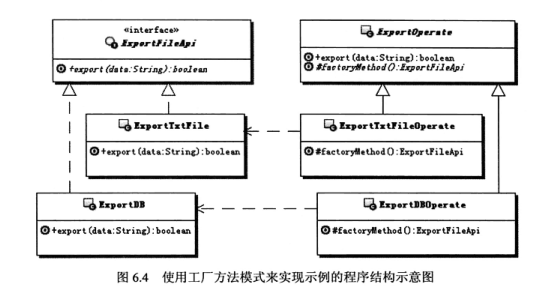 «interface»
ExportFileApi
+export(data:String):boolean
ExportOperate
+export(data:String):boolean
#factoryMethod():ExportFileApi
ExportTxtFile
+export(data:String):boolean
ExportTxtFileOperate
#factoryMethod():ExportFileApi
ExportDB
+export(data:String):boolean
ExportDBOperate
#factoryMethod():ExportFileApi
图 6.4 使用工厂方法模式来实现示例的程序结构示意图